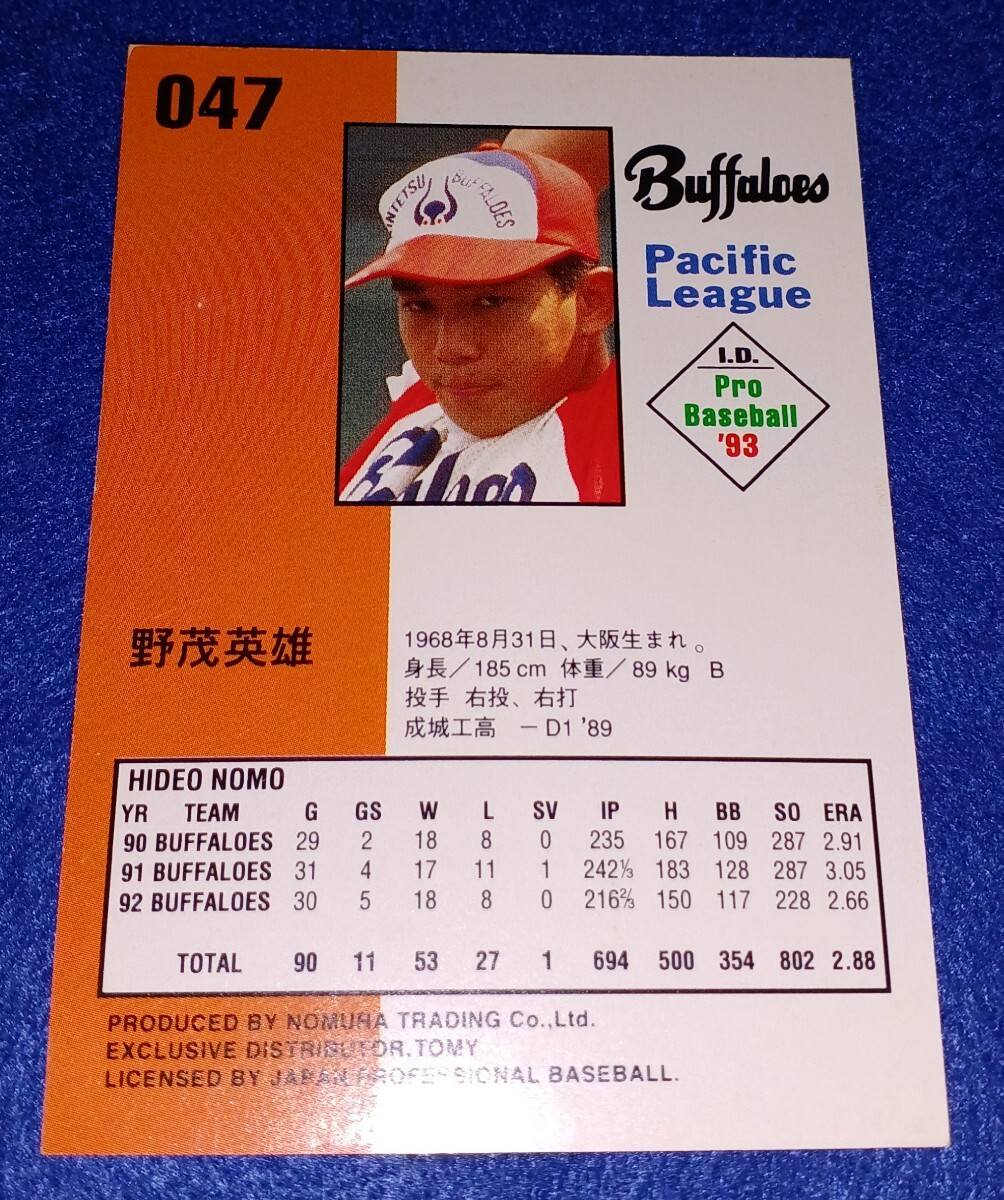 047
KINTETSU BUFFALOES
Buffaloes
Pacific
League
I.D.
Pro
Baseball
'93
野茂英雄
1968年8月31日、大阪生まれ。
身長/185cm 体重/89kg B
投手 右投、右打
成城工高 －D1 '89
HIDEO NOMO
YR TEAM G GS W L SV IP H BB SO ERA
90 BUFFALOES 29 2 18 8 0 235 167 109 287 2.91
91 BUFFALOES 31 4 17 11 1 242⅓ 183 128 287 3.05
92 BUFFALOES 30 5 18 8 0 216⅔ 150 117 228 2.66
TOTAL 90 11 53 27 1 694 500 354 802 2.88
PRODUCED BY NOMURA TRADING Co.,Ltd.
EXCLUSIVE DISTRIBUTOR.TOMY
LICENSED BY JAPAN PROFESSIONAL BASEBALL.